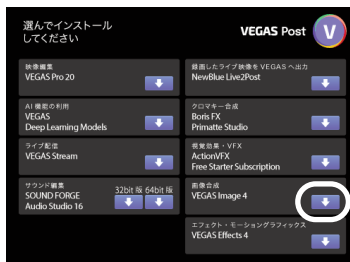 選んでインストール
してください
VEGAS Post
V
映像編集
VEGAS Pro 20
AI 機能の利用
VEGAS
Deep Learning Models
ライブ配信
VEGAS Stream
サウンド編集
SOUND FORGE
Audio Studio 16
32bit 版 64bit 版
録画したライブ映像を VEGAS へ出力
NewBlue Live2Post
クロマキー合成
Boris FX
Primatte Studio
視覚効果・VFX
ActionVFX
Free Starter Subscription
画像合成
VEGAS Image 4
エフェクト・モーショングラフィックス
VEGAS Effects 4